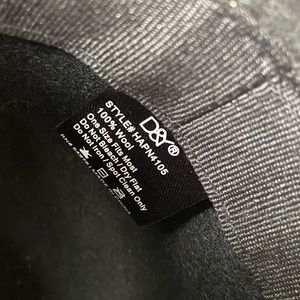 D&Y®
STYLE# HAPN4105
100% Wool
One Size Fits Most
Do Not Bleach / Dry Flat
Do Not Iron / Spot Clean Only